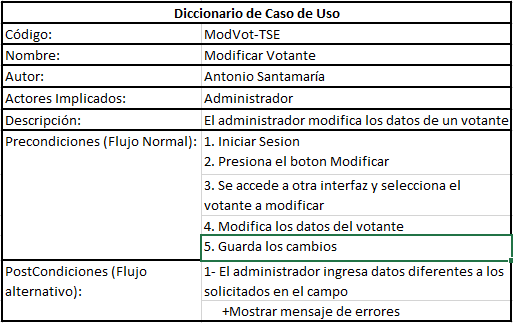 Diccionario de Caso de Uso
Código: ModVot-TSE
Nombre: Modificar Votante
Autor: Antonio Santamaría
Actores Implicados: Administrador
Descripción: El administrador modifica los datos de un votante
Precondiciones (Flujo Normal): 1. Iniciar Sesion
2. Presiona el boton Modificar
3. Se accede a otra interfaz y selecciona el
votante a modificar
4. Modifica los datos del votante
5. Guarda los cambios
PostCondiciones (Flujo
alternativo):
1- El administrador ingresa datos diferentes a los
solicitados en el campo
+Mostrar mensaje de errores